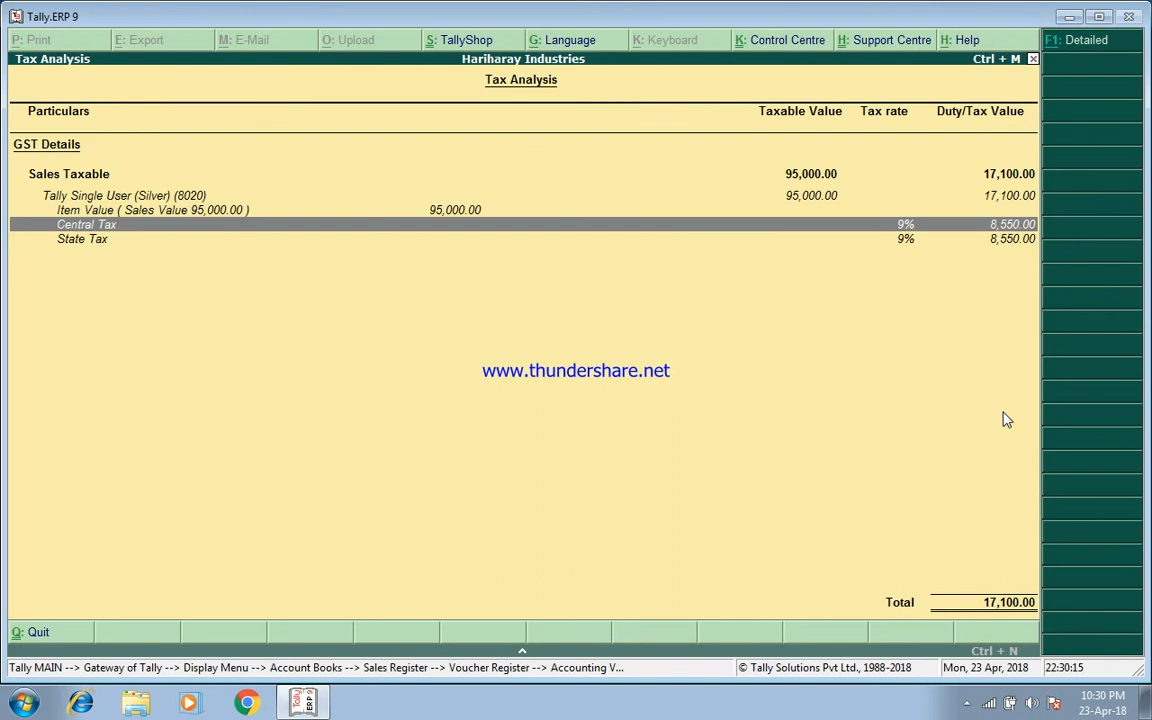 Tally.ERP 9
P: Print E: Export M: E-Mail O: Upload S: TallyShop G: Language K: Keyboard K: Control Centre H: Support Centre H: Help F1: Detailed
Tax Analysis Hariharay Industries Ctrl + M
Tax Analysis
Particulars Taxable Value Tax rate Duty/Tax Value
GST Details
Sales Taxable 95,000.00 17,100.00
Tally Single User (Silver) (8020) 95,000.00 17,100.00
Item Value ( Sales Value 95,000.00 ) 95,000.00
Central Tax 9% 8,550.00
State Tax 9% 8,550.00
www.thundershare.net
Total 17,100.00
Q: Quit
Ctrl + N
Tally MAIN --> Gateway of Tally --> Display Menu --> Account Books --> Sales Register --> Voucher Register --> Accounting V... © Tally Solutions Pvt Ltd., 1988-2018 Mon, 23 Apr, 2018 22:30:15
Tally ERP 9
10:30 PM
23-Apr-18